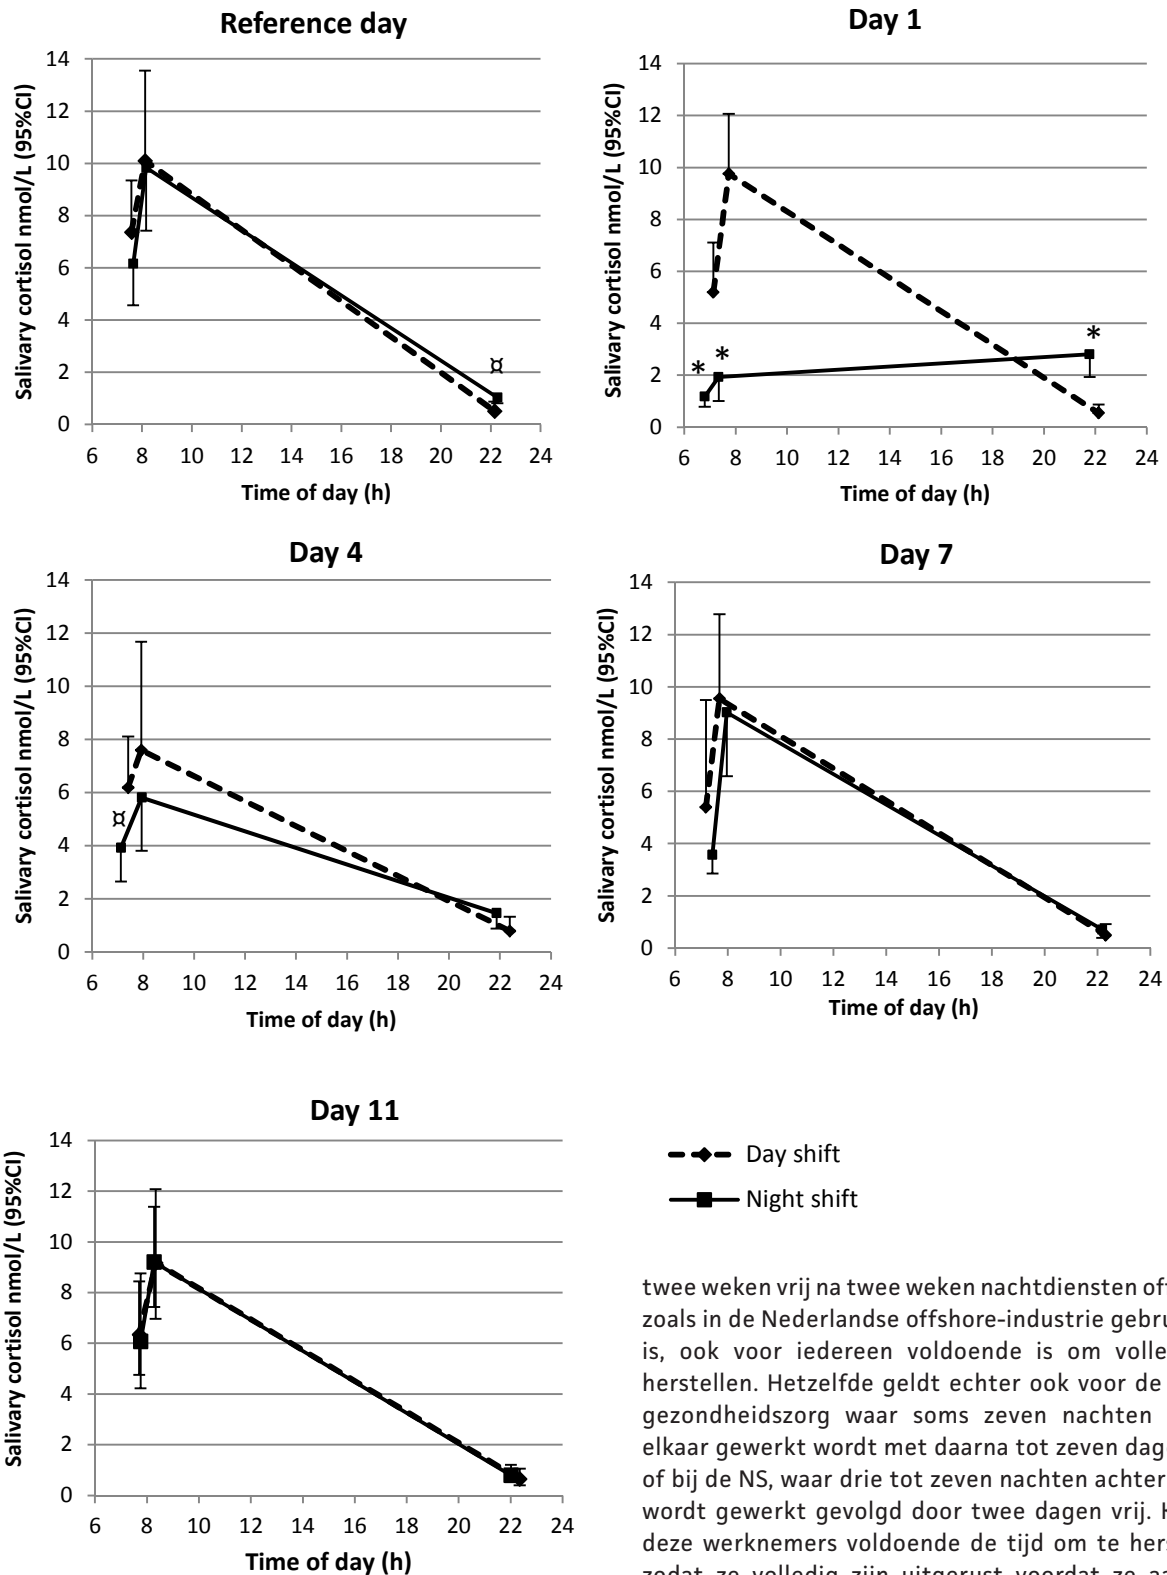 Reference day
Salivary cortisol nmol/L (95%CI)
14
12
10
8
6
4
2
0
¤
6 8 10 12 14 16 18 20 22 24
Time of day (h)
Day 1
Salivary cortisol nmol/L (95%CI)
14
12
10
8
6
4
2
0
* * *
6 8 10 12 14 16 18 20 22 24
Time of day (h)
Day 4
Salivary cortisol nmol/L (95%CI)
14
12
10
8
6
4
2
0
¤
6 8 10 12 14 16 18 20 22 24
Time of day (h)
Day 7
Salivary cortisol nmol/L (95%CI)
14
12
10
8
6
4
2
0
6 8 10 12 14 16 18 20 22 24
Time of day (h)
Day 11
Salivary cortisol nmol/L (95%CI)
14
12
10
8
6
4
2
0
6 8 10 12 14 16 18 20 22 24
Time of day (h)
Day shift
Night shift
twee weken vrij na twee weken nachtdiensten
zoals in de Nederlandse offshore-industrie
is, ook voor iedereen voldoende is om
herstellen. Hetzelfde geldt echter ook voor de
gezondheidszorg waar soms zeven nachten
elkaar gewerkt wordt met daarna tot zeven
of bij de NS, waar drie tot zeven nachten
wordt gewerkt gevolgd door twee dagen vrij.
deze werknemers voldoende de tijd om te
zodat ze volledig zijn uitgerust voordat ze